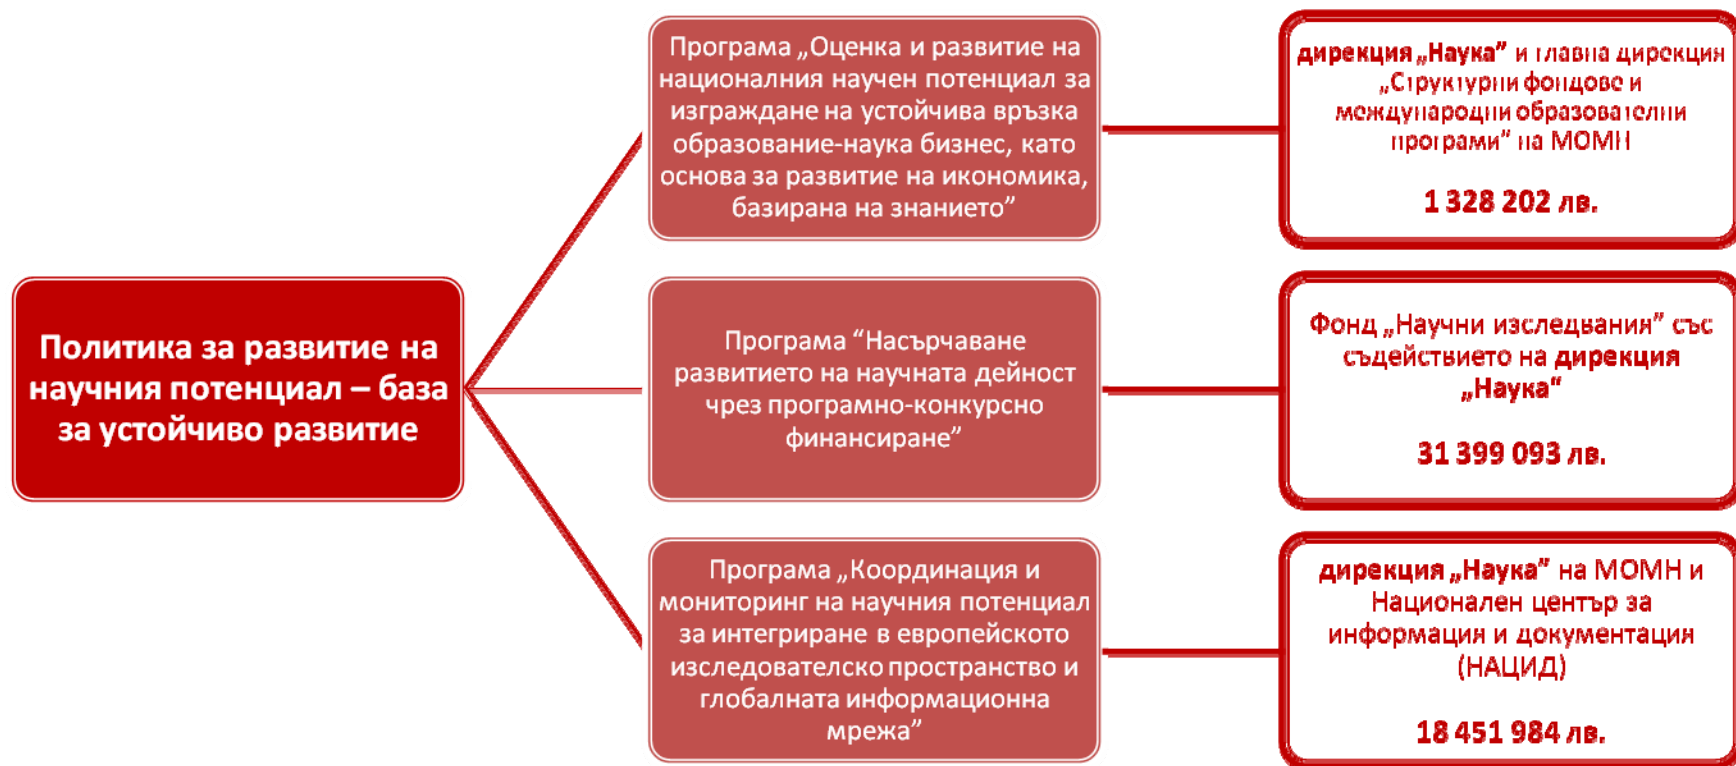 Политика за развитие на
научния потенциал – база
за устойчиво развитие
Програма „Оценка и развитие на
националния научен потенциал за
изграждане на устойчива връзка
образование-наука бизнес, като
основа за развитие на икономика,
базирана на знанието”
дирекция „Наука” и главна дирекция
„Структурни фондове и
международни образователни
програми” на МОМН
1 328 202 лв.
Програма “Насърчаване
развитието на научната дейност
чрез програмно-конкурсно
финансиране”
Фонд „Научни изследвания” със
съдействието на дирекция
„Наука”
31 399 093 лв.
Програма „Координация и
мониторинг на научния потенциал
за интегриране в европейското
изследователско пространство и
глобалната информационна
мрежа”
дирекция „Наука” на МОМН и
Национален център за
информация и документация
(НАЦИД)
18 451 984 лв.